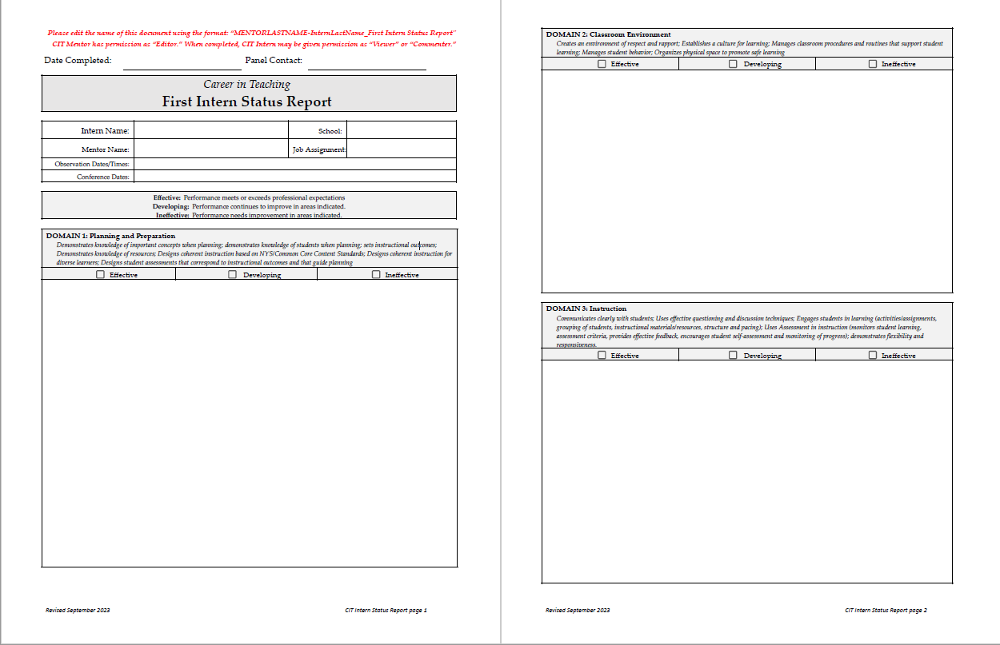 Please edit the name of this document using the format: “MENTORLASTNAME-InternLastName_First Intern Status Report”
CIT Mentor has permission as “Editor.” When completed, CIT Intern may be given permission as “Viewer” or “Commenter.”
Date Completed: Panel Contact:
Career in Teaching
First Intern Status Report
Intern Name: School:
Mentor Name: Job Assignment:
Observation Dates/Times:
Conference Dates:
Effective: Performance meets or exceeds professional expectations
Developing: Performance continues to improve in areas indicated.
Ineffective: Performance needs improvement in areas indicated.
DOMAIN 1: Planning and Preparation
Demonstrates knowledge of important concepts when planning; demonstrates knowledge of students when planning; sets instructional outcomes;
Demonstrates knowledge of resources; Designs coherent instruction based on NYS/Common Core Content Standards; Designs coherent instruction for
diverse learners; Designs student assessments that correspond to instructional outcomes and that guide planning
Effective Developing Ineffective
Revised September 2023 CIT Intern Status Report page 1
DOMAIN 2: Classroom Environment
Creates an environment of respect and rapport; Establishes a culture for learning; Manages classroom procedures and routines that support student
learning; Manages student behavior; Organizes physical space to promote safe learning
Effective Developing Ineffective
DOMAIN 3: Instruction
Communicates clearly with students; Uses effective questioning and discussion techniques; Engages students in learning (activities/assignments,
grouping of students, instructional materials/resources, structure and pacing); Uses Assessment in instruction (monitors student learning,
assessment criteria, provides effective feedback, encourages student self-assessment and monitoring of progress); demonstrates flexibility and
responsiveness.
Effective Developing Ineffective
Revised September 2023 CIT Intern Status Report page 2